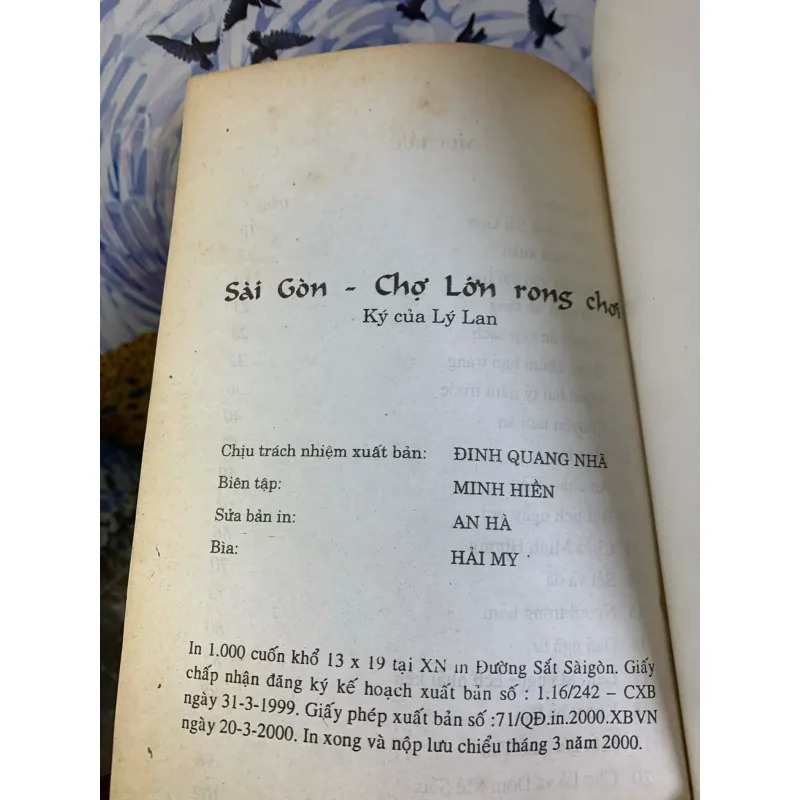 Sài Gòn - Chợ Lớn rong chơi
Ký của Lý Lan
Chịu trách nhiệm xuất bản: ĐINH QUANG NHÃ
Biên tập: MINH HIỀN
Sửa bản in: AN HÀ
Bìa: HẢI MY
In 1.000 cuốn khổ 13 x 19 tại XN in Đường Sắt Sàigòn. Giấy
chấp nhận đăng ký kế hoạch xuất bản số : 1.16/242 – CXB
ngày 31-3-1999. Giấy phép xuất bản số :71/QĐ.in.2000.XBVN
ngày 20-3-2000. In xong và nộp lưu chiểu tháng 3 năm 2000.